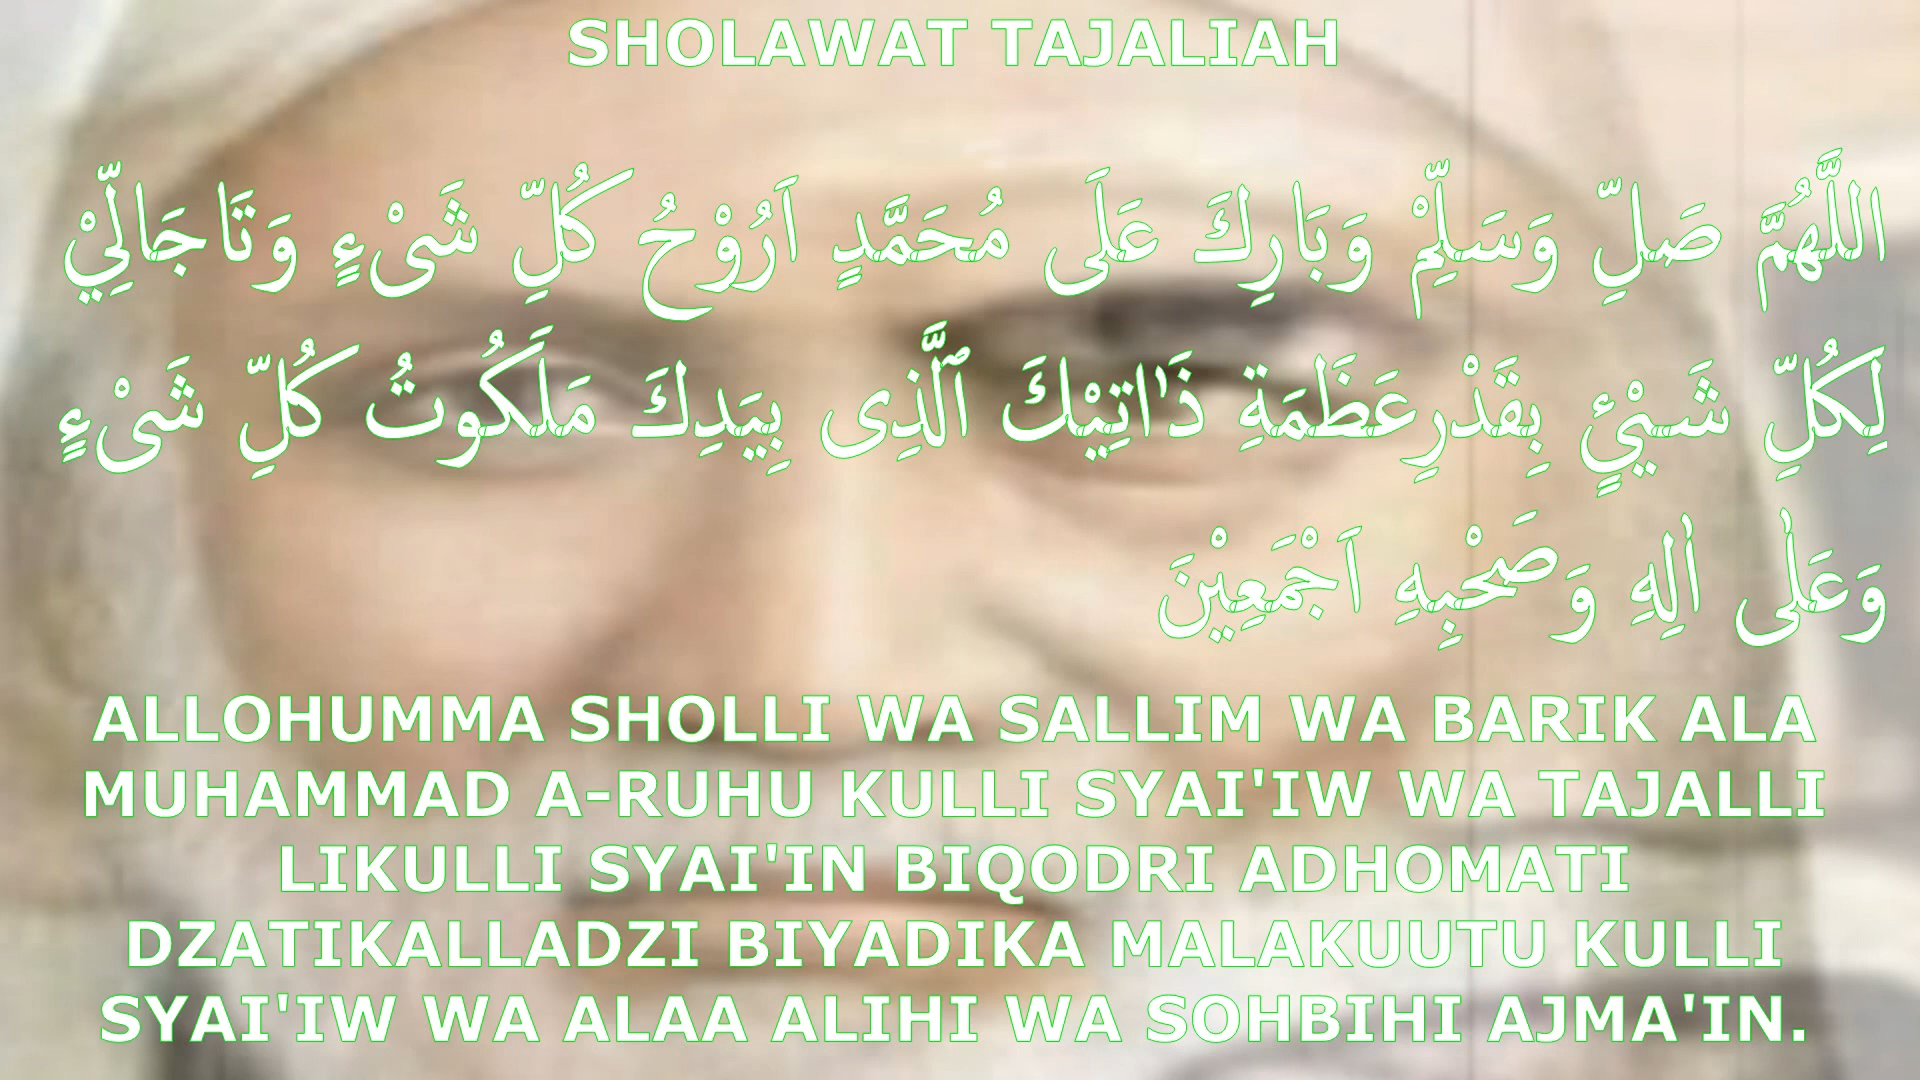 SHOLAWAT TAJALIAH
اللَّهُمَّ صَلِّ وَسَلِّمْ وَبَارِكَ عَلَى مُحَمَّدٍ اَرُوْحُ كُلِّ شَىْءٍ وَتَاجَالِّيْ
لِكُلِّ شَيْئٍ بِقَدْرِعَظَمَةِ ذَاتِيْكَ ٱلَّذِى بِيَدِكَ مَلَكُوتُ كُلِّ شَىْءٍ
وَعَلٰى اٰلِهِ وَصَحْبِهِ اَجْمَعِيْنَ
ALLOHUMMA SHOLLI WA SALLIM WA BARIK ALA
MUHAMMAD A-RUHU KULLI SYAI'IW WA TAJALLI
LIKULLI SYAI'IN BIQODRI ADHOMATI
DZATIKALLADZI BIYADIKA MALAKUUTU KULLI
SYAI'IW WA ALAA ALIHI WA SOHBIHI AJMA'IN.